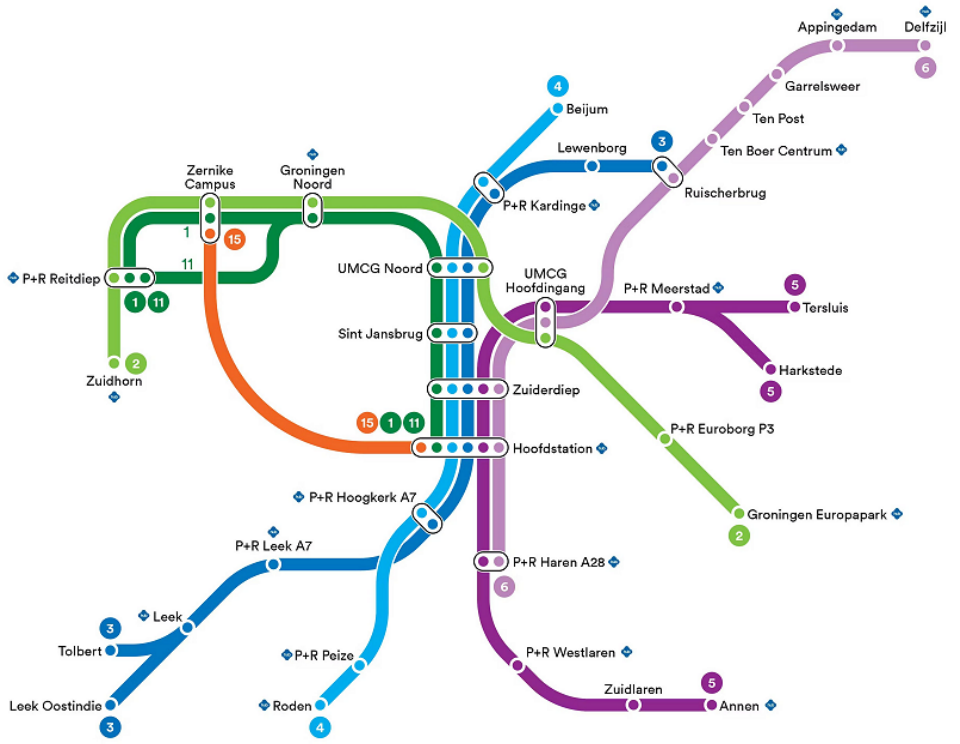 Appingedam
Delfzijl
6
Garrelsweer
4
Beijum
Ten Post
Lewenborg
3
Ten Boer Centrum
Zernike
Campus
Groningen
Noord
P+R Kardinge
Ruischerbrug
1
15
11
P+R Reitdiep
1
11
UMCG Noord
UMCG
Hoofdingang
P+R Meerstad
5
Tersluis
Sint Jansbrug
2
Zuidhorn
Zuiderdiep
Harkstede
5
15
1
11
P+R Euroborg P3
Hoofdstation
P+R Hoogkerk A7
Groningen Europapark
2
P+R Leek A7
P+R Haren A28
6
Leek
3
Tolbert
P+R Peize
P+R Westlaren
Zuidlaren
5
Leek Oostindie
3
Roden
4
Annen